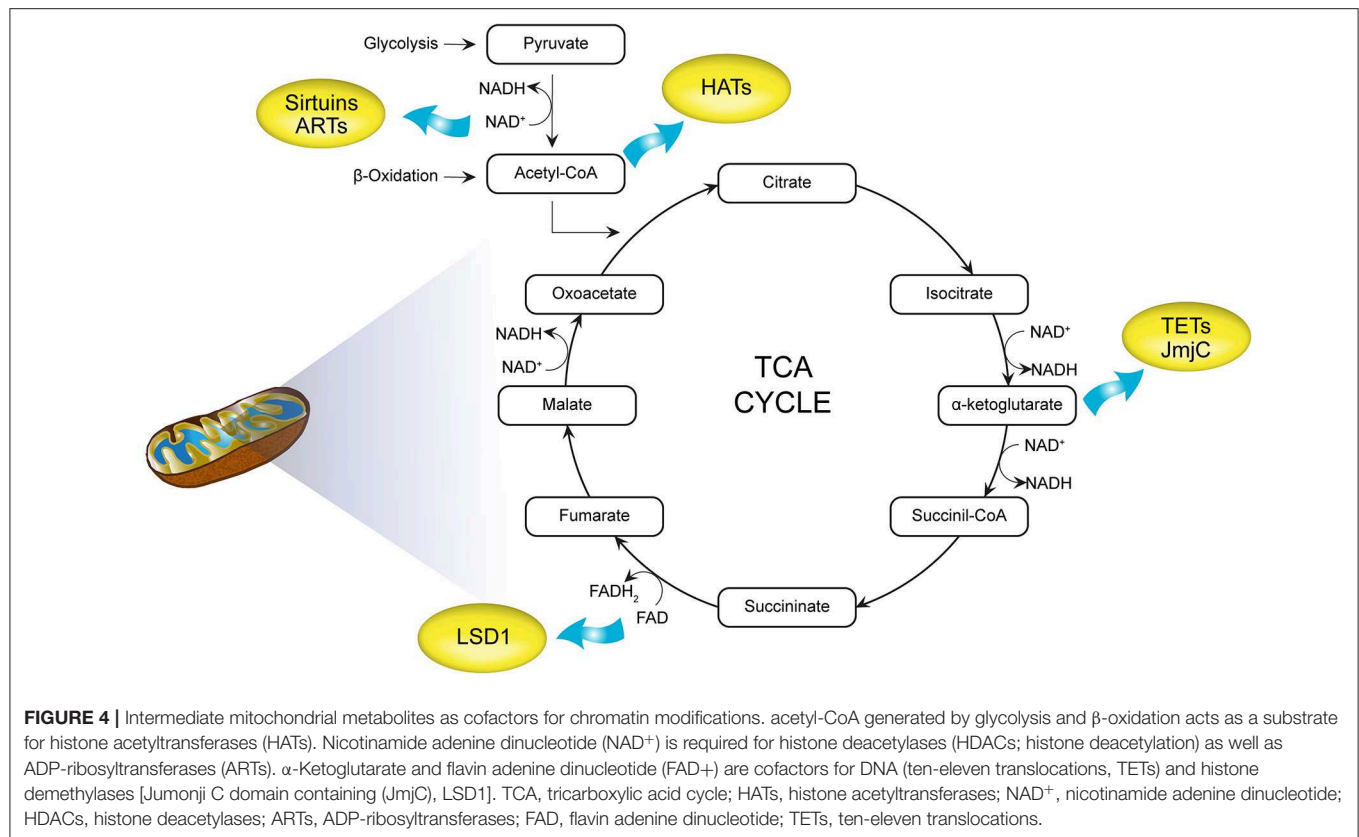 Glycolysis
Pyruvate
NADH
NAD⁺
Sirtuins
ARTs
HATs
β-Oxidation
Acetyl-CoA
Citrate
Oxoacetate
Isocitrate
NADH
NAD⁺
TCA
CYCLE
NAD⁺
NADH
TETs
JmjC
Malate
α-ketoglutarate
NAD⁺
NADH
Fumarate
Succinil-CoA
FADH₂
FAD
Succininate
LSD1
FIGURE 4 | Intermediate mitochondrial metabolites as cofactors for chromatin modifications. acetyl-CoA generated by glycolysis and β-oxidation acts as a substrate
for histone acetyltransferases (HATs). Nicotinamide adenine dinucleotide (NAD⁺) is required for histone deacetylases (HDACs; histone deacetylation) as well as
ADP-ribosyltransferases (ARTs). α-Ketoglutarate and flavin adenine dinucleotide (FAD+) are cofactors for DNA (ten-eleven translocations, TETs) and histone
demethylases [Jumonji C domain containing (JmjC), LSD1]. TCA, tricarboxylic acid cycle; HATs, histone acetyltransferases; NAD⁺, nicotinamide adenine dinucleotide;
HDACs, histone deacetylases; ARTs, ADP-ribosyltransferases; FAD, flavin adenine dinucleotide; TETs, ten-eleven translocations.